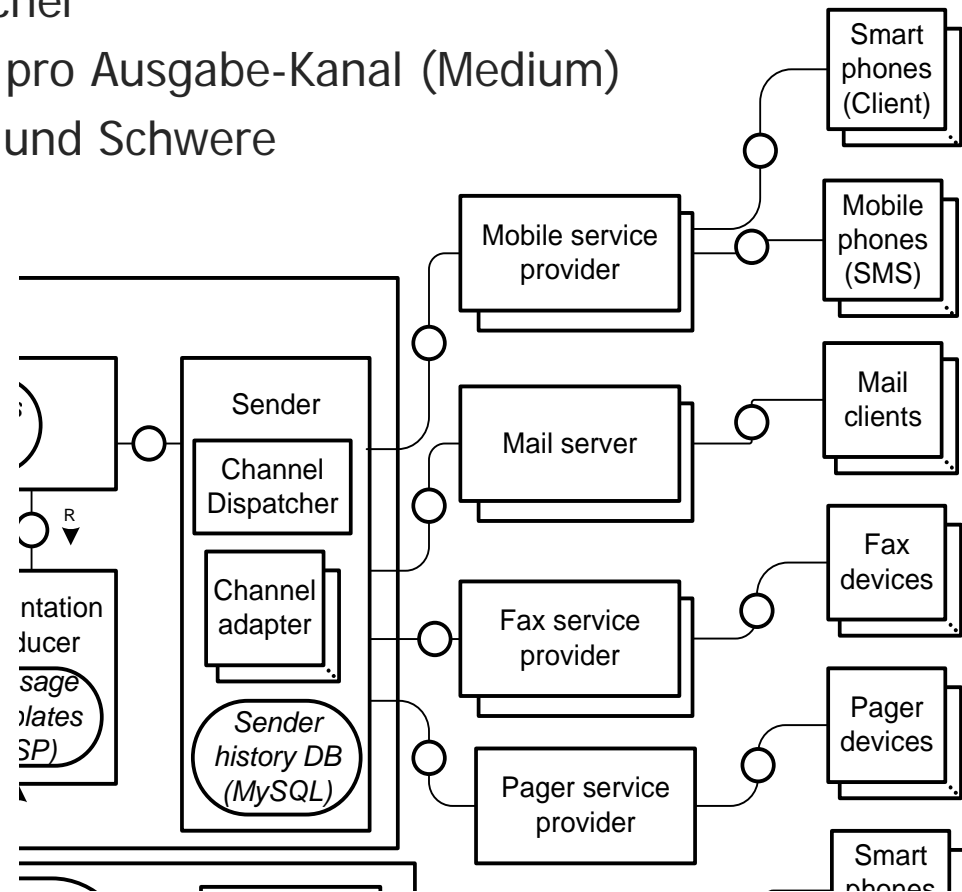 pro Ausgabe-Kanal (Medium)
und Schwere
Smart
phones
(Client)
Mobile service
provider
Mobile
phones
(SMS)
Sender
Channel
Dispatcher
Channel
adapter
Sender
history DB
(MySQL)
Mail server
Mail
clients
R
Fax service
provider
Fax
devices
Pager service
provider
Pager
devices
Smart
phones